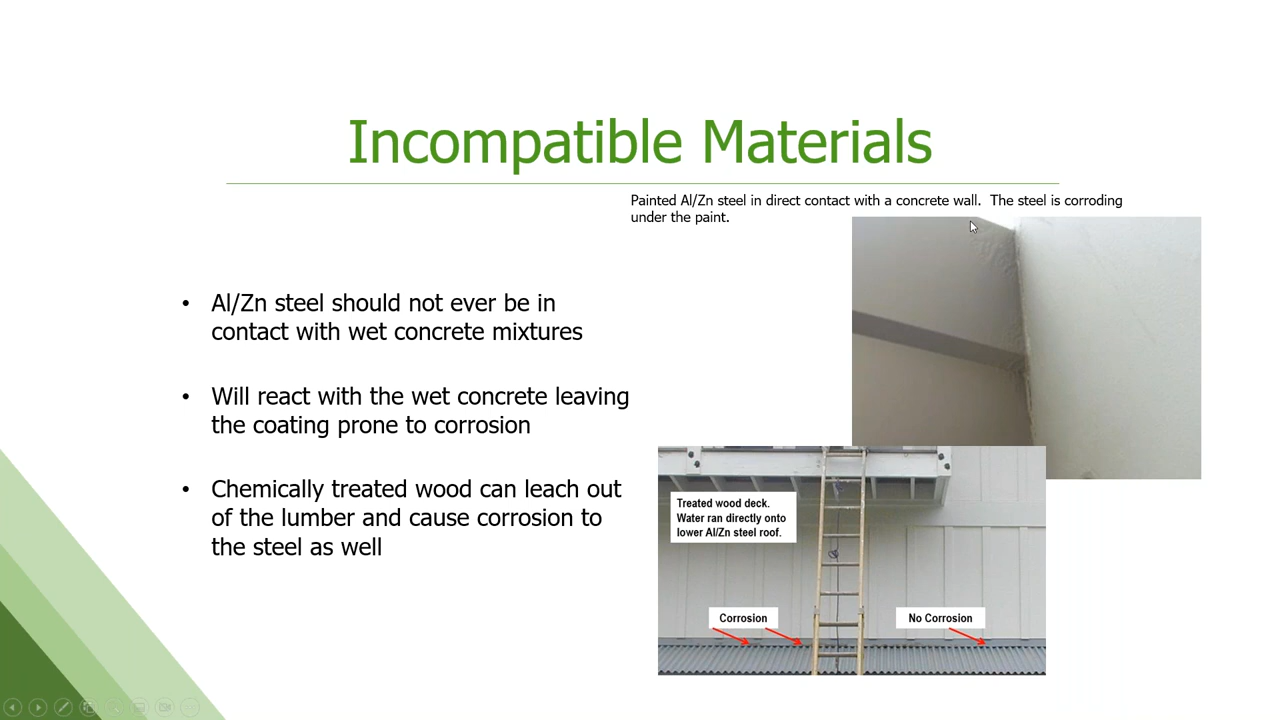 Incompatible Materials
Painted Al/Zn steel in direct contact with a concrete wall.  The steel is corroding
under the paint.
• Al/Zn steel should not ever be in
contact with wet concrete mixtures
• Will react with the wet concrete leaving
the coating prone to corrosion
• Chemically treated wood can leach out
of the lumber and cause corrosion to
the steel as well
Treated wood deck.
Water ran directly onto
lower Al/Zn steel roof.
Corrosion
No Corrosion